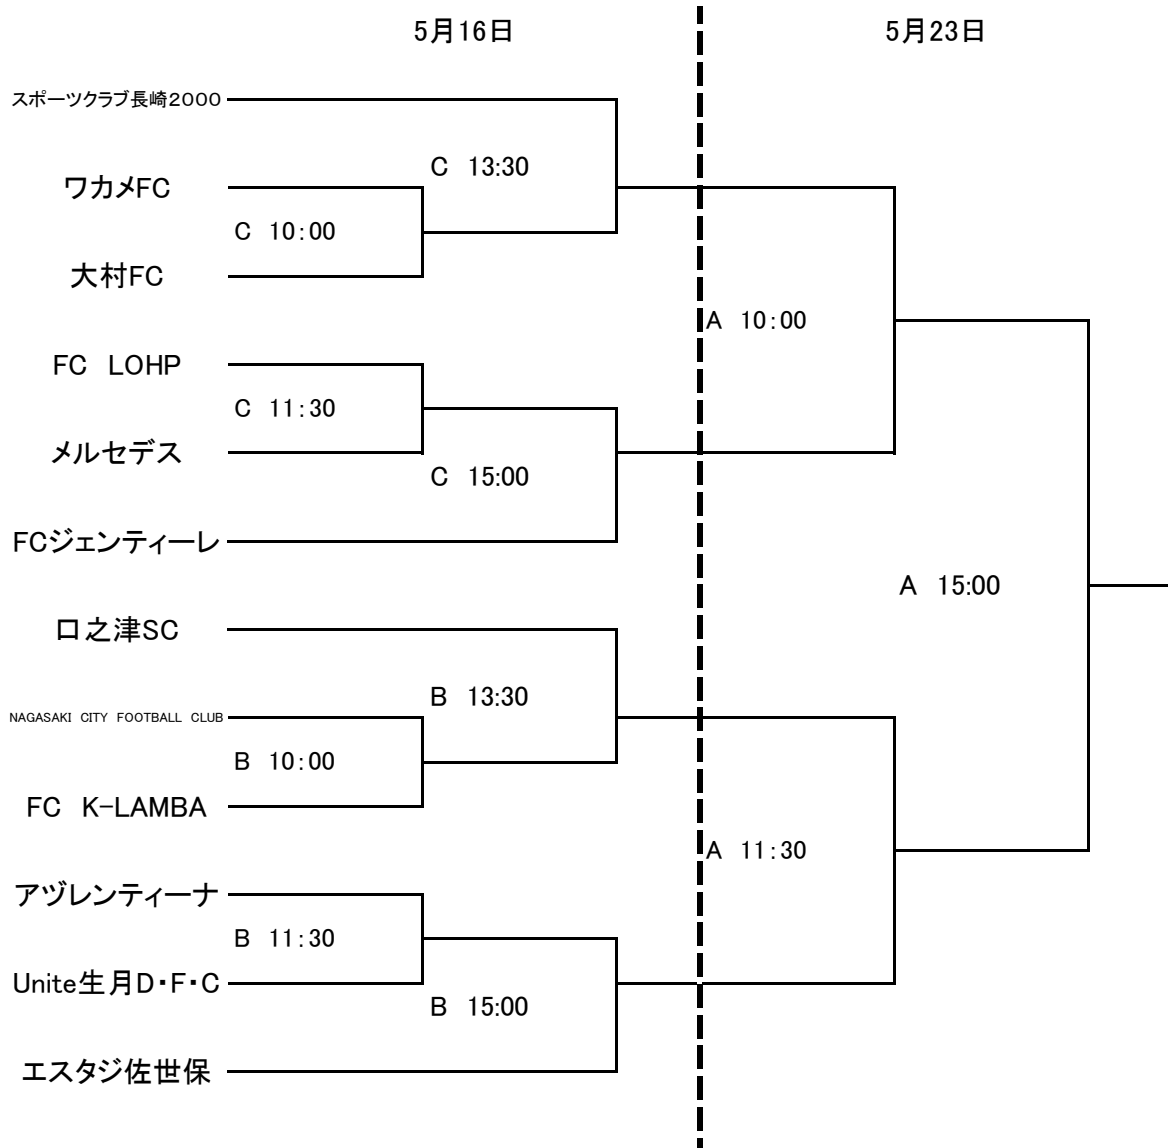 5月16日
5月23日
スポーツクラブ長崎2000
C 13:30
ワカメFC
C 10:00
大村FC
A 10:00
FC LOHP
C 11:30
メルセデス
C 15:00
FCジェンティーレ
A 15:00
口之津SC
B 13:30
NAGASAKI CITY FOOTBALL CLUB
B 10:00
FC K-LAMBA
A 11:30
アヅレンティーナ
B 11:30
Unite生月D・F・C
B 15:00
エスタジ佐世保